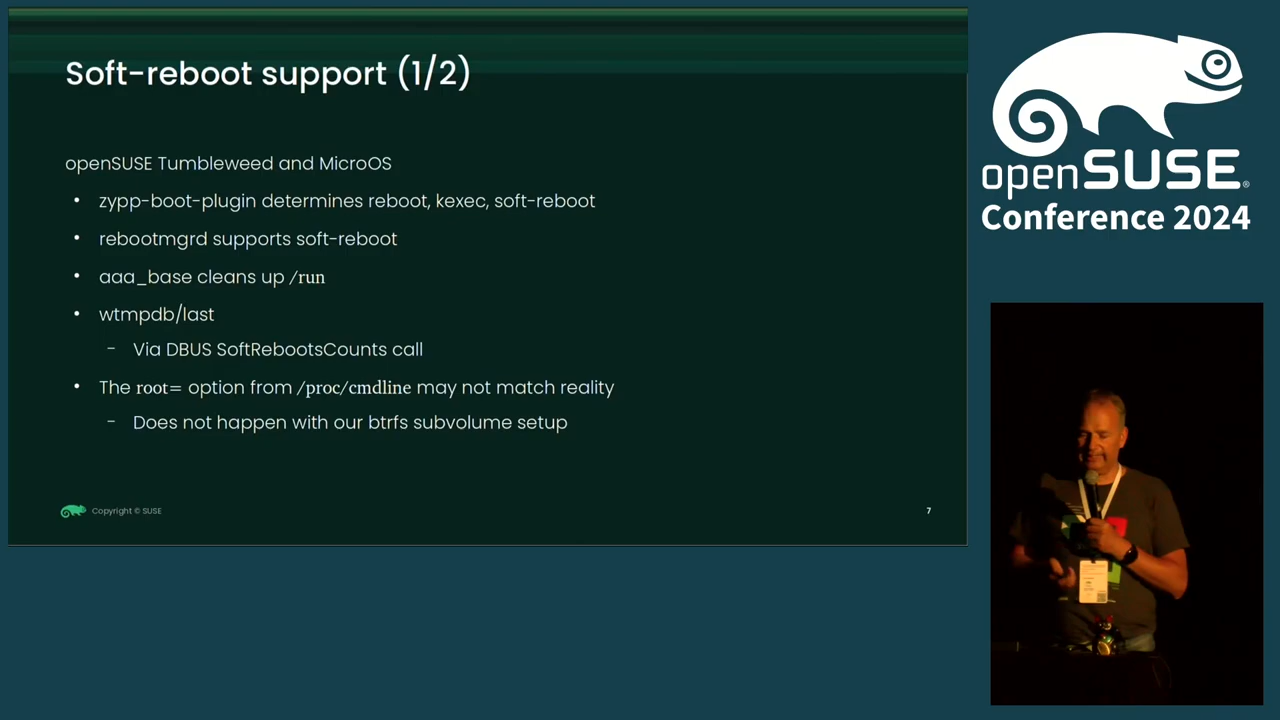 Soft-reboot support (1/2)
openSUSE Tumbleweed and MicroOS
• zypp-boot-plugin determines reboot, kexec, soft-reboot
• rebootmgrd supports soft-reboot
• aaa_base cleans up /run
• wtmpdb/last
– Via DBUS SoftRebootsCounts call
• The root= option from /proc/cmdline may not match reality
– Does not happen with our btrfs subvolume setup
Copyright © SUSE
7
openSUSE®
Conference 2024